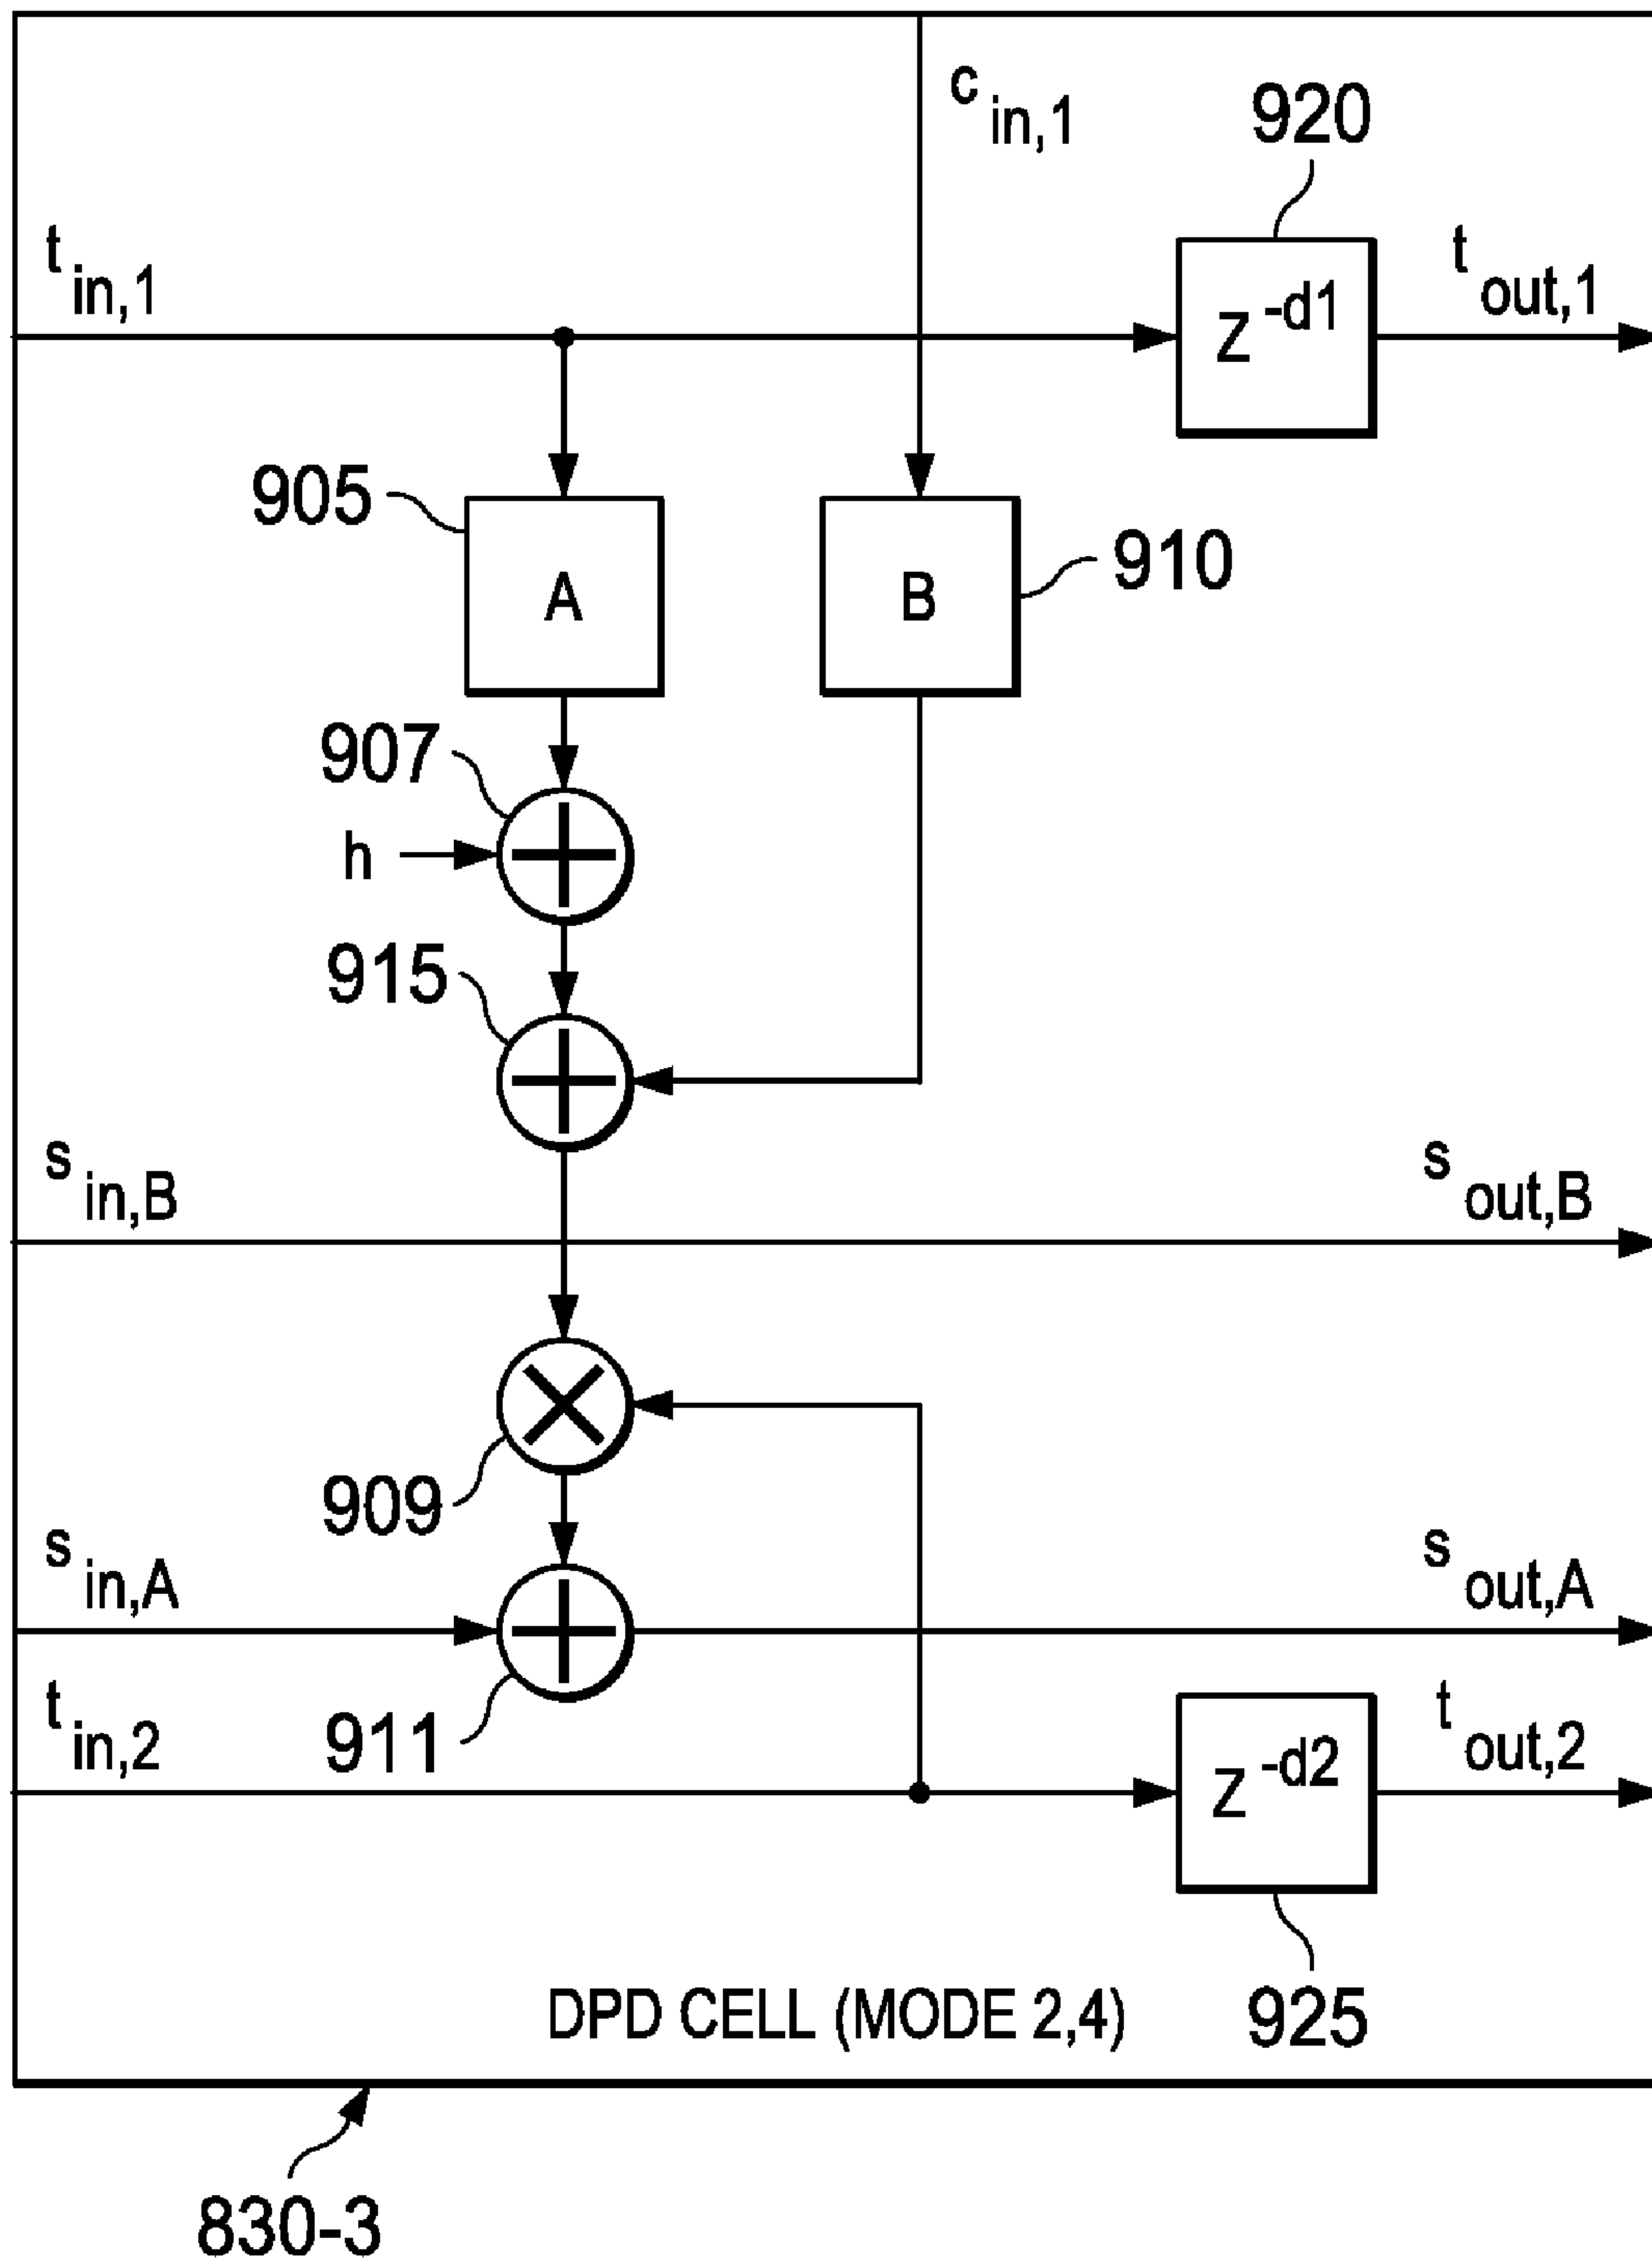 c in,1
920
t in,1
z -d1
t out,1
905
A
B
910
907
h
915
s in,B
s out,B
909
s in,A
s out,A
t in,2
911
z -d2
t out,2
DPD CELL (MODE 2,4)
925
830-3